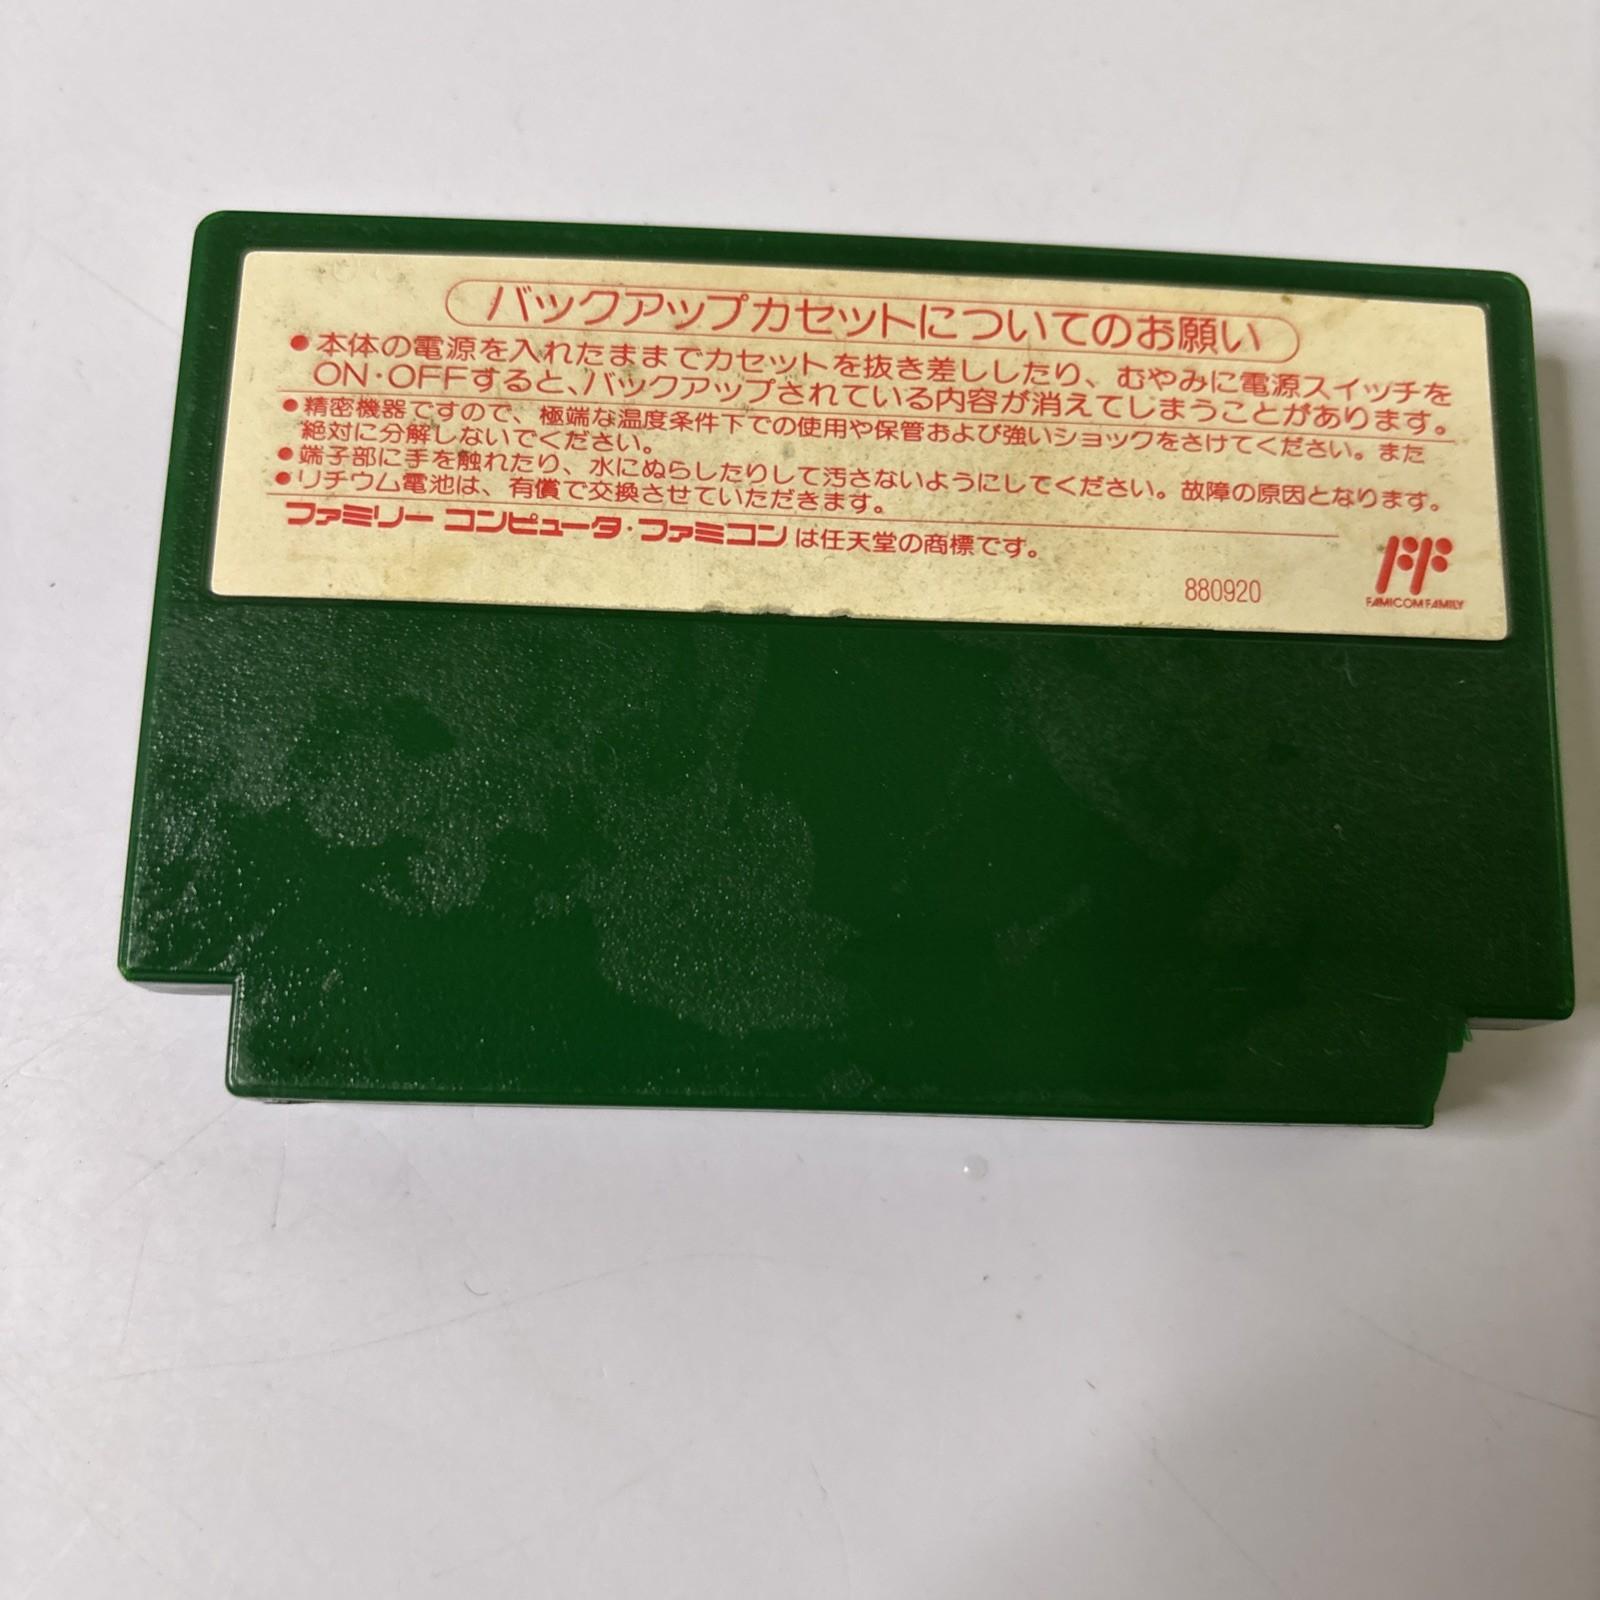 バックアップカセットについてのお願い
●本体の電源を入れたままでカセットを抜き差ししたり、むやみに電源スイッチを
ON・OFFすると、バックアップされている内容が消えてしまうことがあります。
●精密機器ですので、極端な温度条件下での使用や保管および強いショックをさけてください。また
絶対に分解しないでください。
●端子部に手を触れたり、水にぬらしたりして汚さないようにしてください。故障の原因となります。
●リチウム電池は、有償で交換させていただきます。
ファミリー コンピュータ・ファミコン は任天堂の商標です。
880920
FF
FAMICOM FAMILY